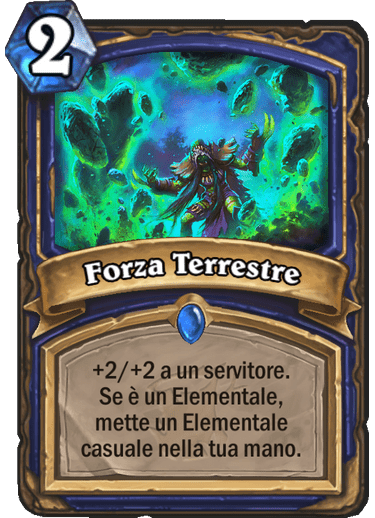 2
Forza Terrestre
+2/+2 a un servitore.
Se è un Elementale,
mette un Elementale
casuale nella tua mano.